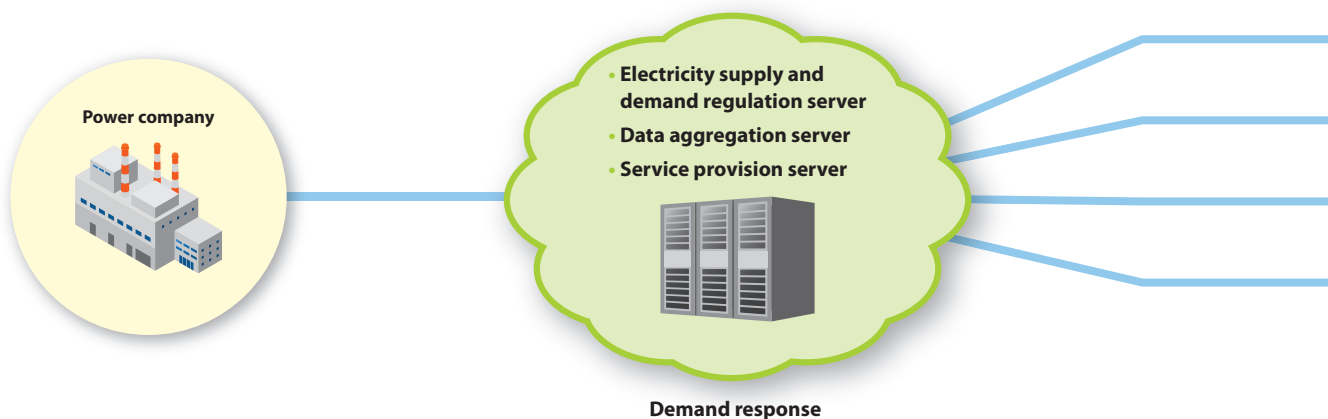 Power company
• Electricity supply and
demand regulation server
• Data aggregation server
• Service provision server
Demand response